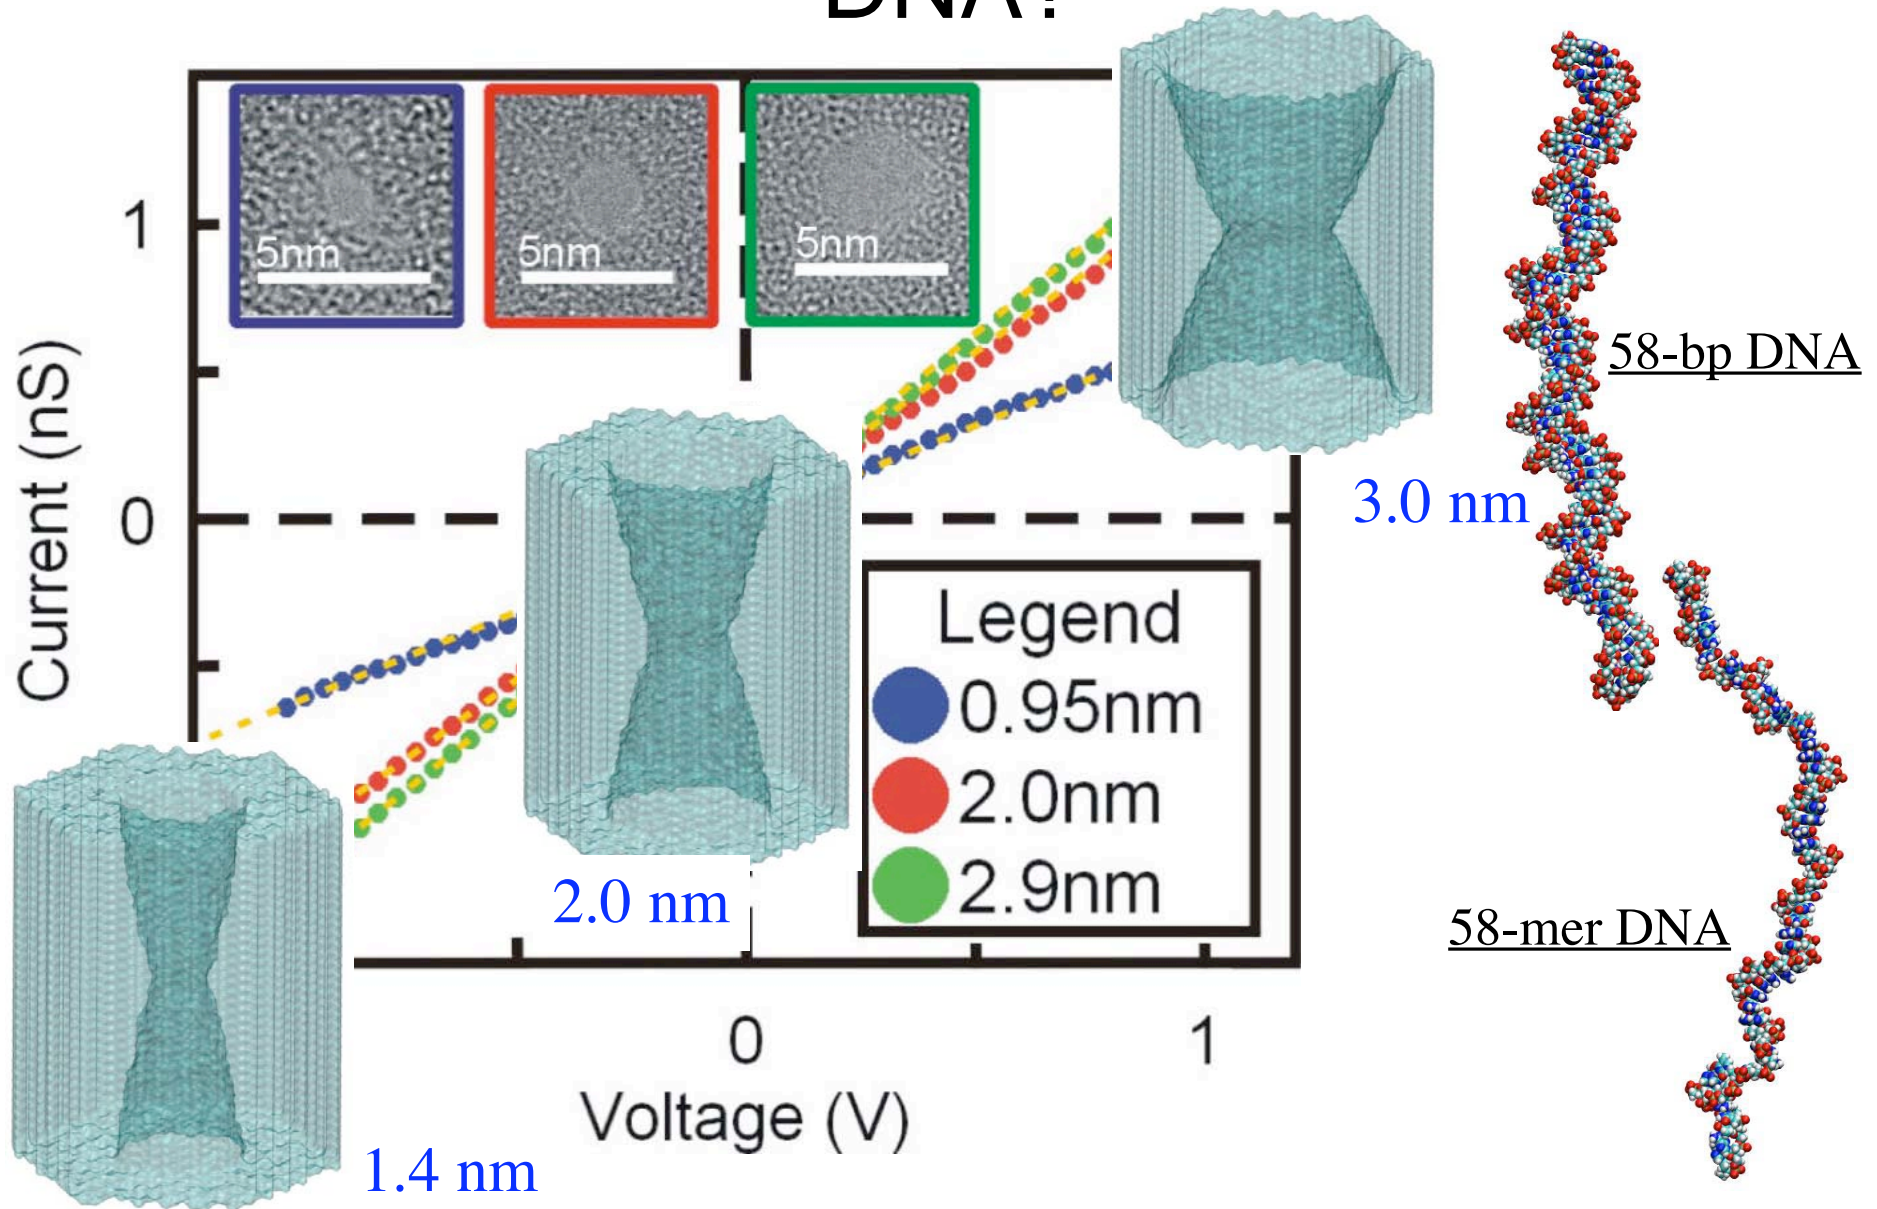 DNA?
5nm
5nm
5nm
1
0
Current (nS)
58-bp DNA
3.0 nm
Legend
0.95nm
2.0nm
2.9nm
2.0 nm
58-mer DNA
0
1
Voltage (V)
1.4 nm